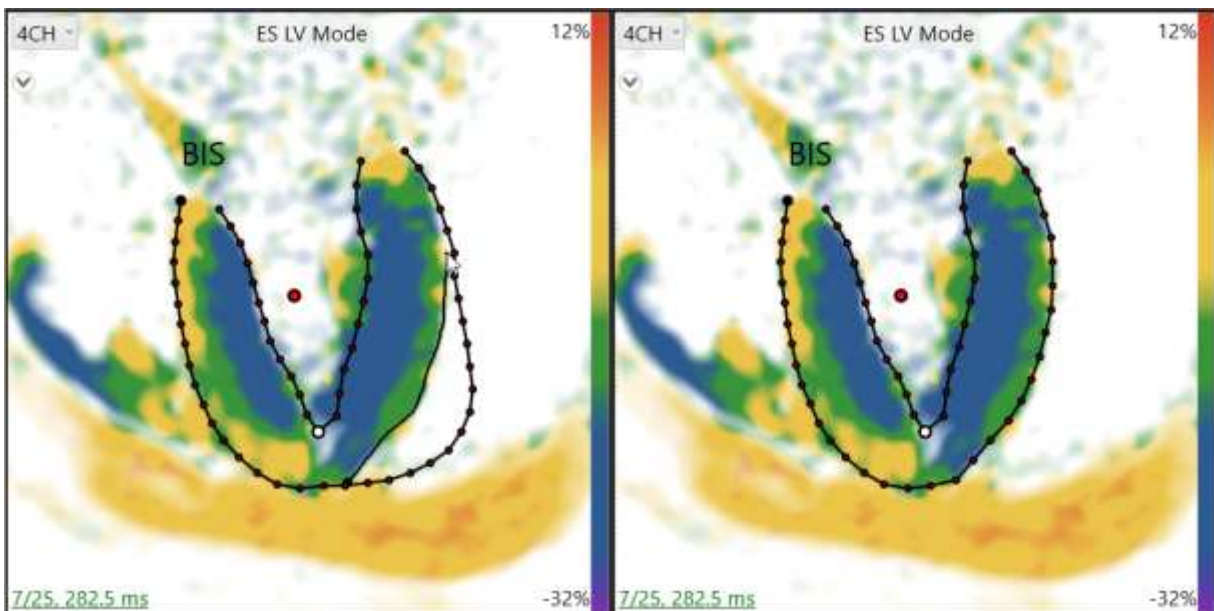 4CH
ES LV Mode
12%
BIS
7/25, 282.5 ms
-32%
4CH
ES LV Mode
12%
BIS
7/25, 282.5 ms
-32%